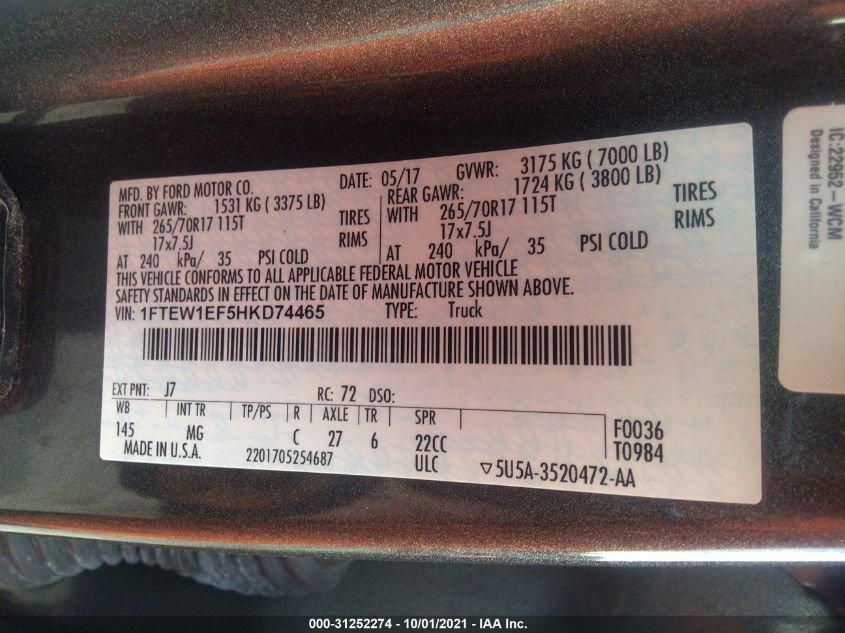 MFD. BY FORD MOTOR CO.
DATE: 05/17
GVWR: 3175 KG ( 7000 LB)
FRONT GAWR: 1531 KG ( 3375 LB)
REAR GAWR: 1724 KG ( 3800 LB)
WITH 265/70R17 115T TIRES
WITH 265/70R17 115T TIRES
17x7.5J RIMS
17x7.5J RIMS
AT 240 kPa/ 35 PSI COLD
AT 240 kPa/ 35 PSI COLD
THIS VEHICLE CONFORMS TO ALL APPLICABLE FEDERAL MOTOR VEHICLE
SAFETY STANDARDS IN EFFECT ON THE DATE OF MANUFACTURE SHOWN ABOVE.
VIN: 1FTEW1EF5HKD74465 TYPE: Truck
EXT PNT: J7 RC: 72 DSO:
WB INT TR TP/PS R AXLE TR SPR
145 MG C 27 6 22CC F0036
MADE IN U.S.A. 2201705254687 ULC T0984
▽5U5A-3520472-AA
IC:22952-WCM
Designed in California
000-31252274 - 10/01/2021 - IAA Inc.